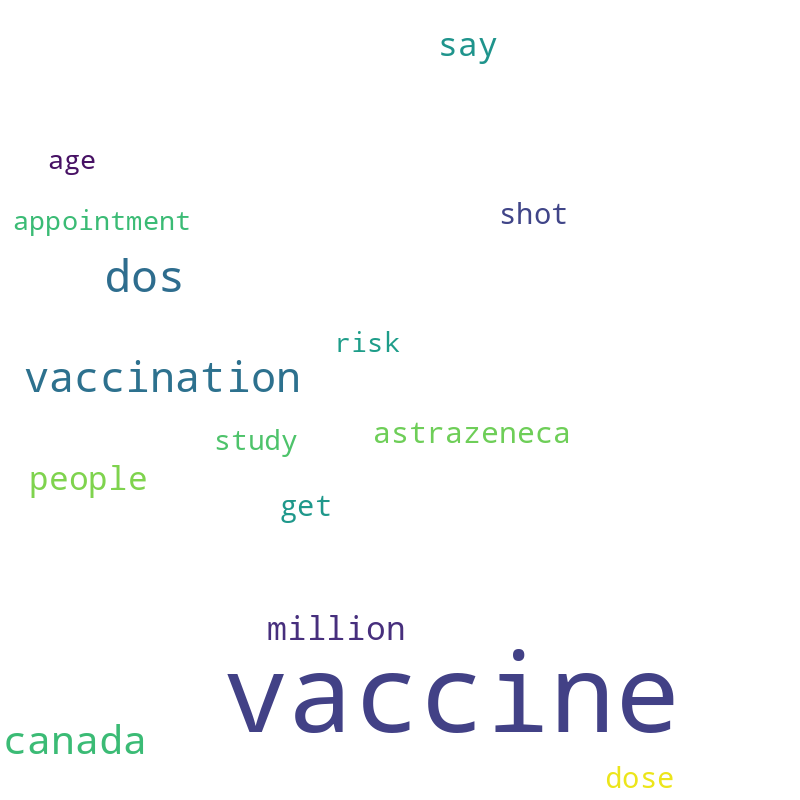 say
age
appointment
shot
dos
risk
vaccination
astrazeneca
study
people
get
million
vaccine
canada
dose